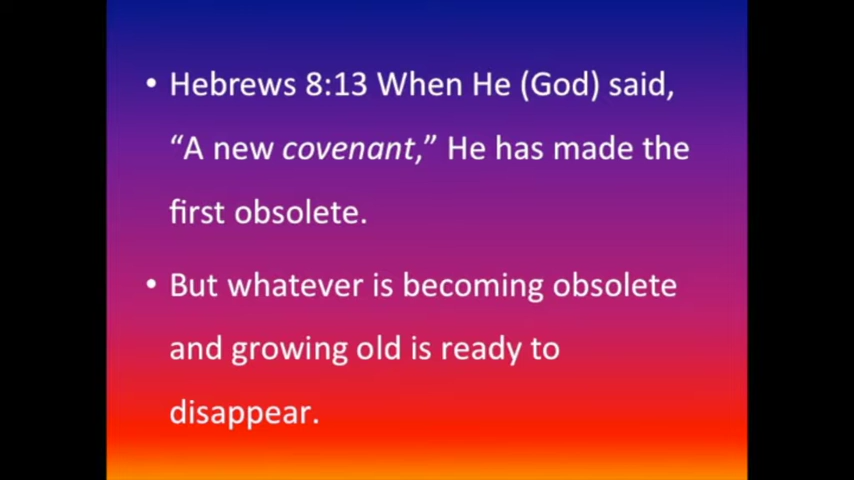 • Hebrews 8:13 When He (God) said,
“A new covenant,” He has made the
first obsolete.
• But whatever is becoming obsolete
and growing old is ready to
disappear.